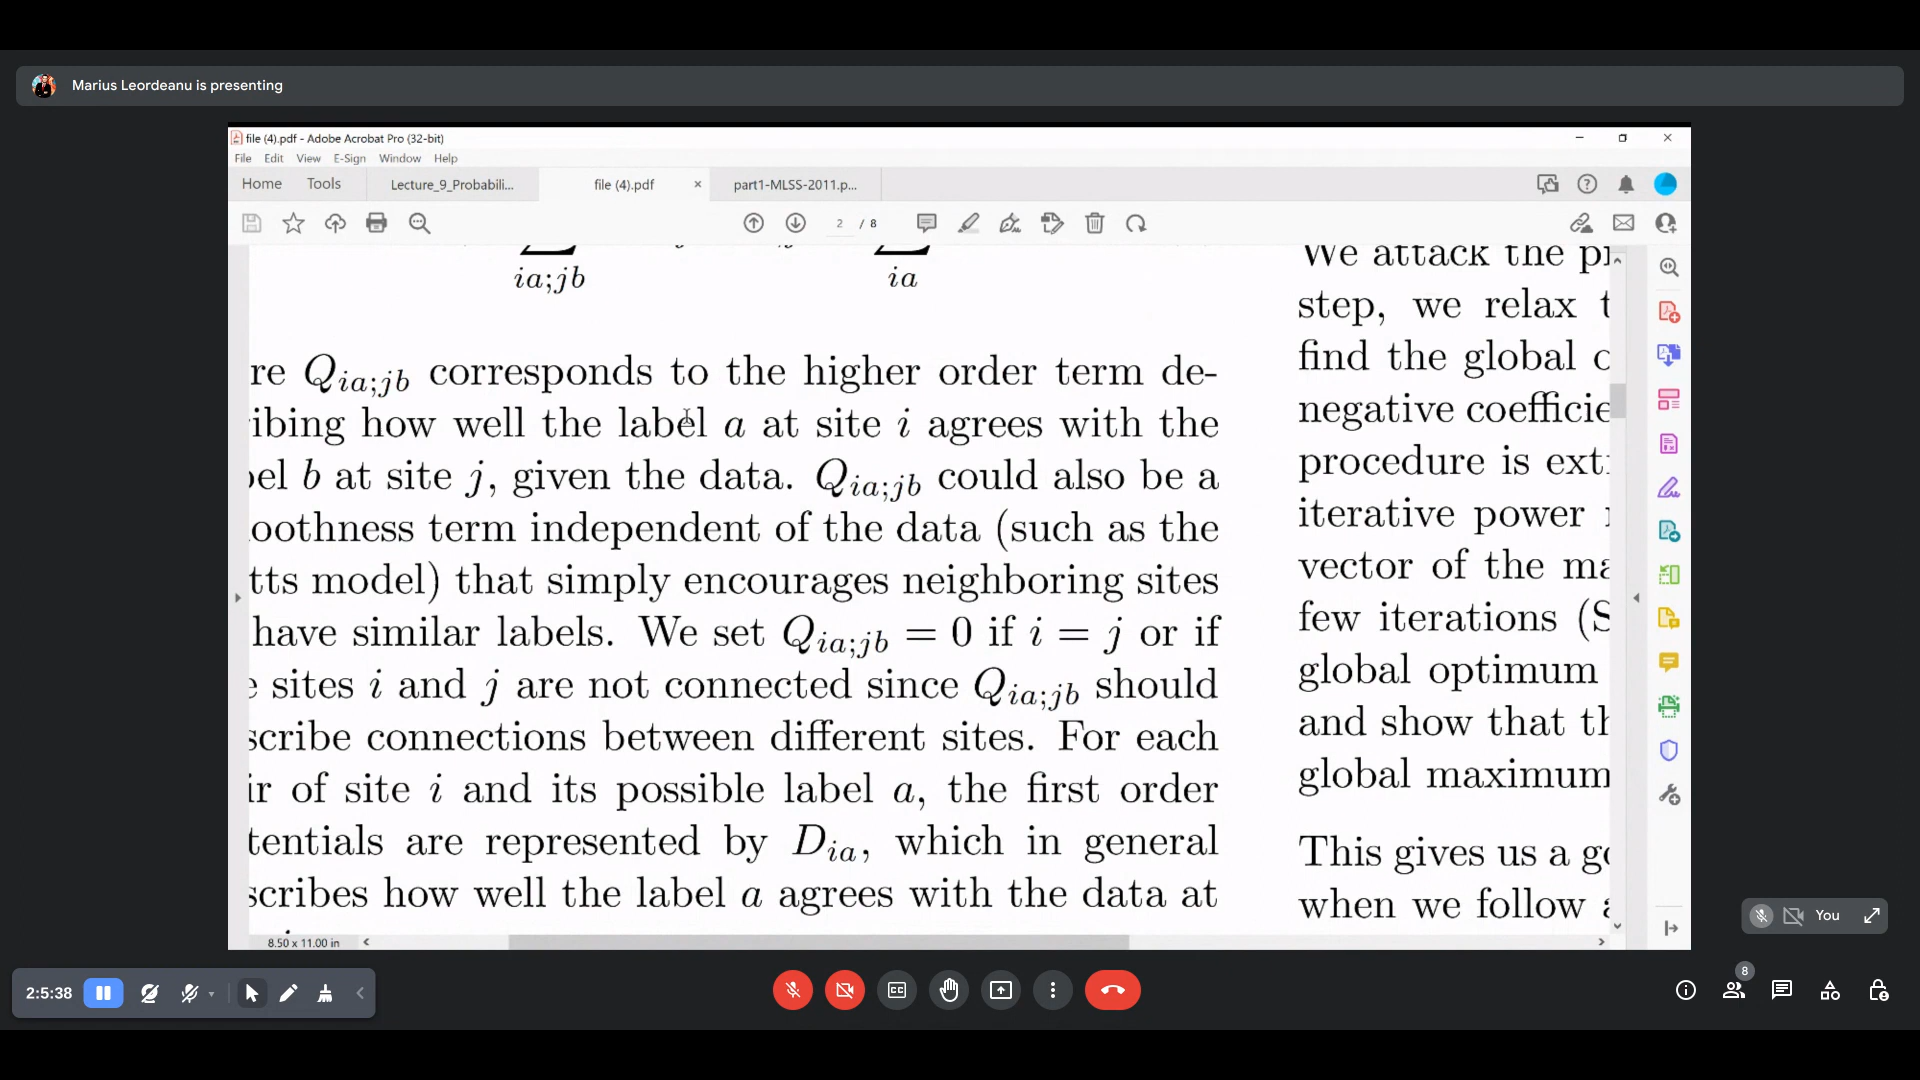 Marius Leordeanu is presenting
file (4).pdf - Adobe Acrobat Pro (32-bit)
File Edit View E-Sign Window Help
Home Tools Lecture_9_Probabili... file (4).pdf × part1-MLSS-2011.p...
2 / 8
ia;jb ia
re Q_{ia;jb} corresponds to the higher order term de-
ibing how well the label a at site i agrees with the
el b at site j, given the data. Q_{ia;jb} could also be a
oothness term independent of the data (such as the
tts model) that simply encourages neighboring sites
have similar labels. We set Q_{ia;jb} = 0 if i = j or if
e sites i and j are not connected since Q_{ia;jb} should
scribe connections between different sites. For each
ir of site i and its possible label a, the first order
tentials are represented by D_{ia}, which in general
scribes how well the label a agrees with the data at
We attack the pr
step, we relax t
find the global o
negative coefficie
procedure is ext
iterative power
vector of the ma
few iterations (S
global optimum
and show that th
global maximum
This gives us a go
when we follow a
8.50 x 11.00 in
You
2:5:38
CC
8